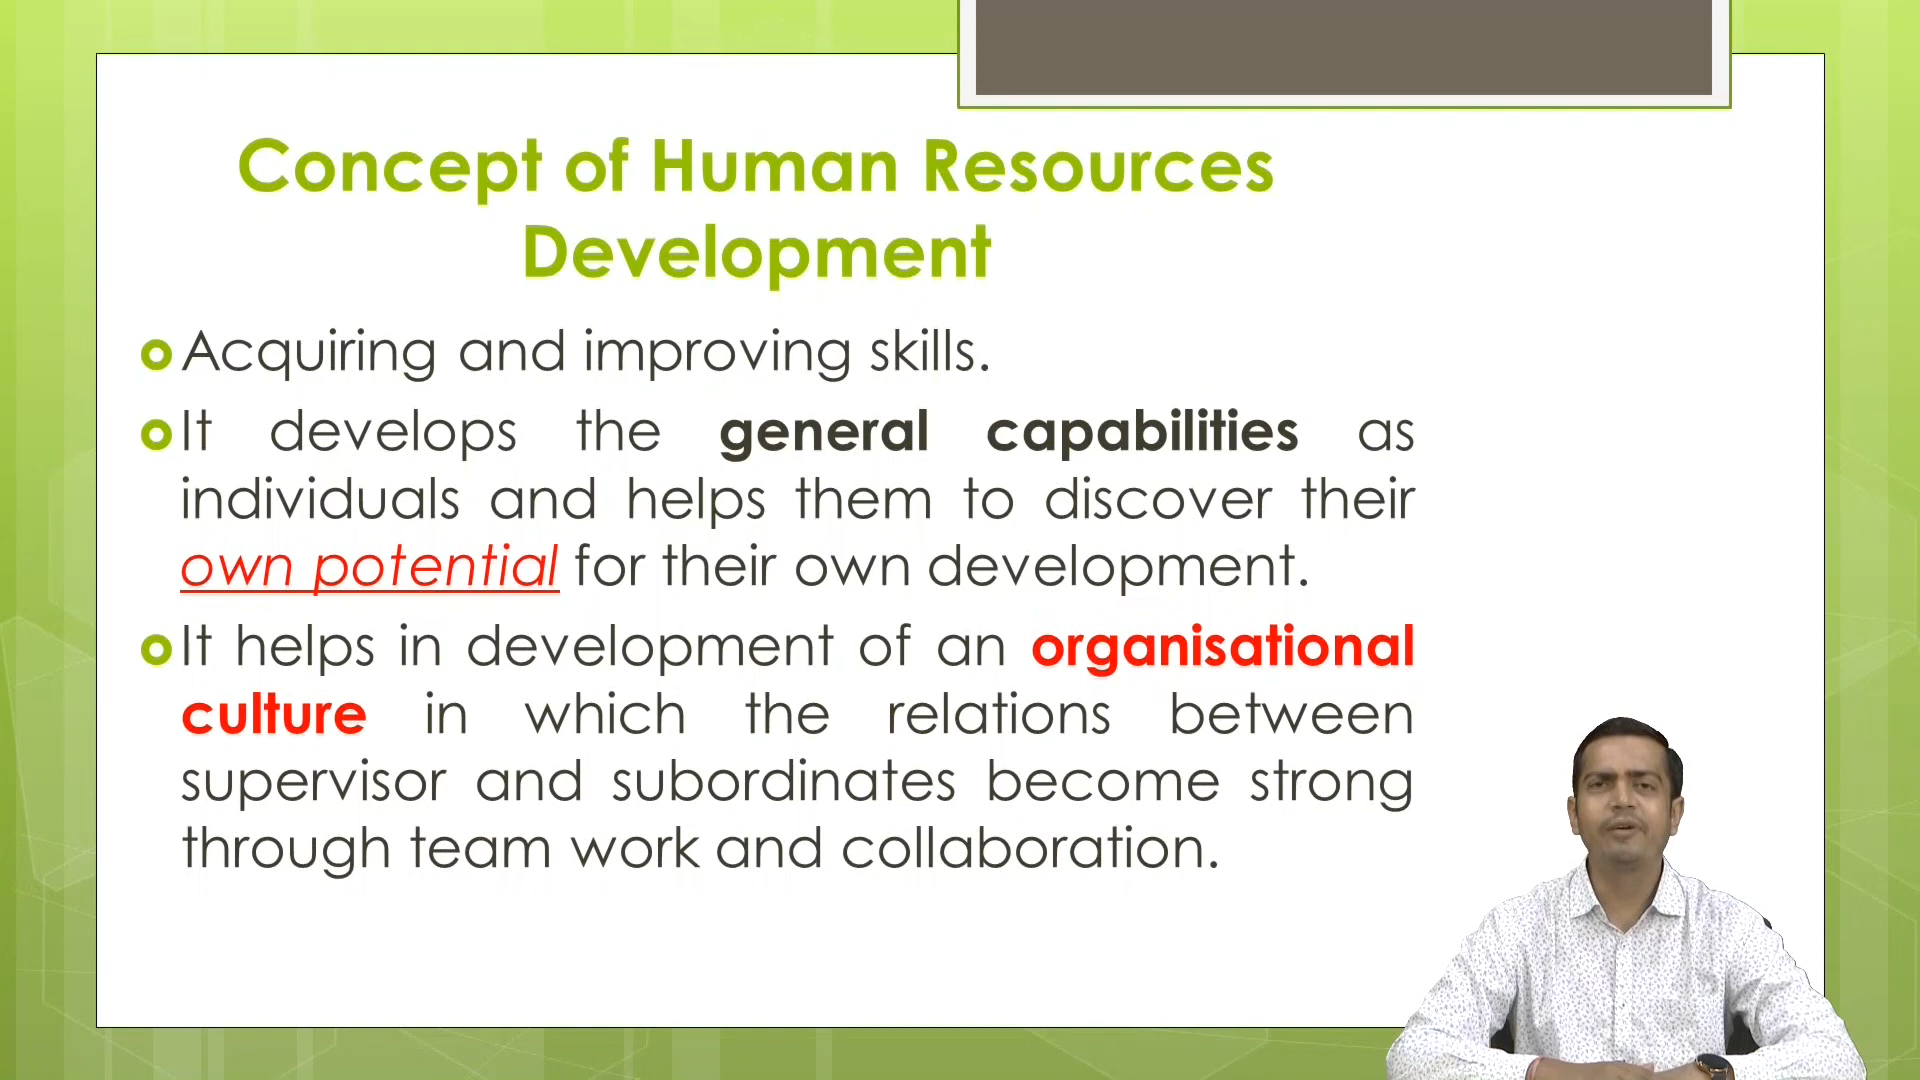 Concept of Human Resources
Development
Acquiring and improving skills.
It develops the general capabilities as
individuals and helps them to discover their
own potential for their own development.
It helps in development of an organisational
culture in which the relations between
supervisor and subordinates become strong
through team work and collaboration.